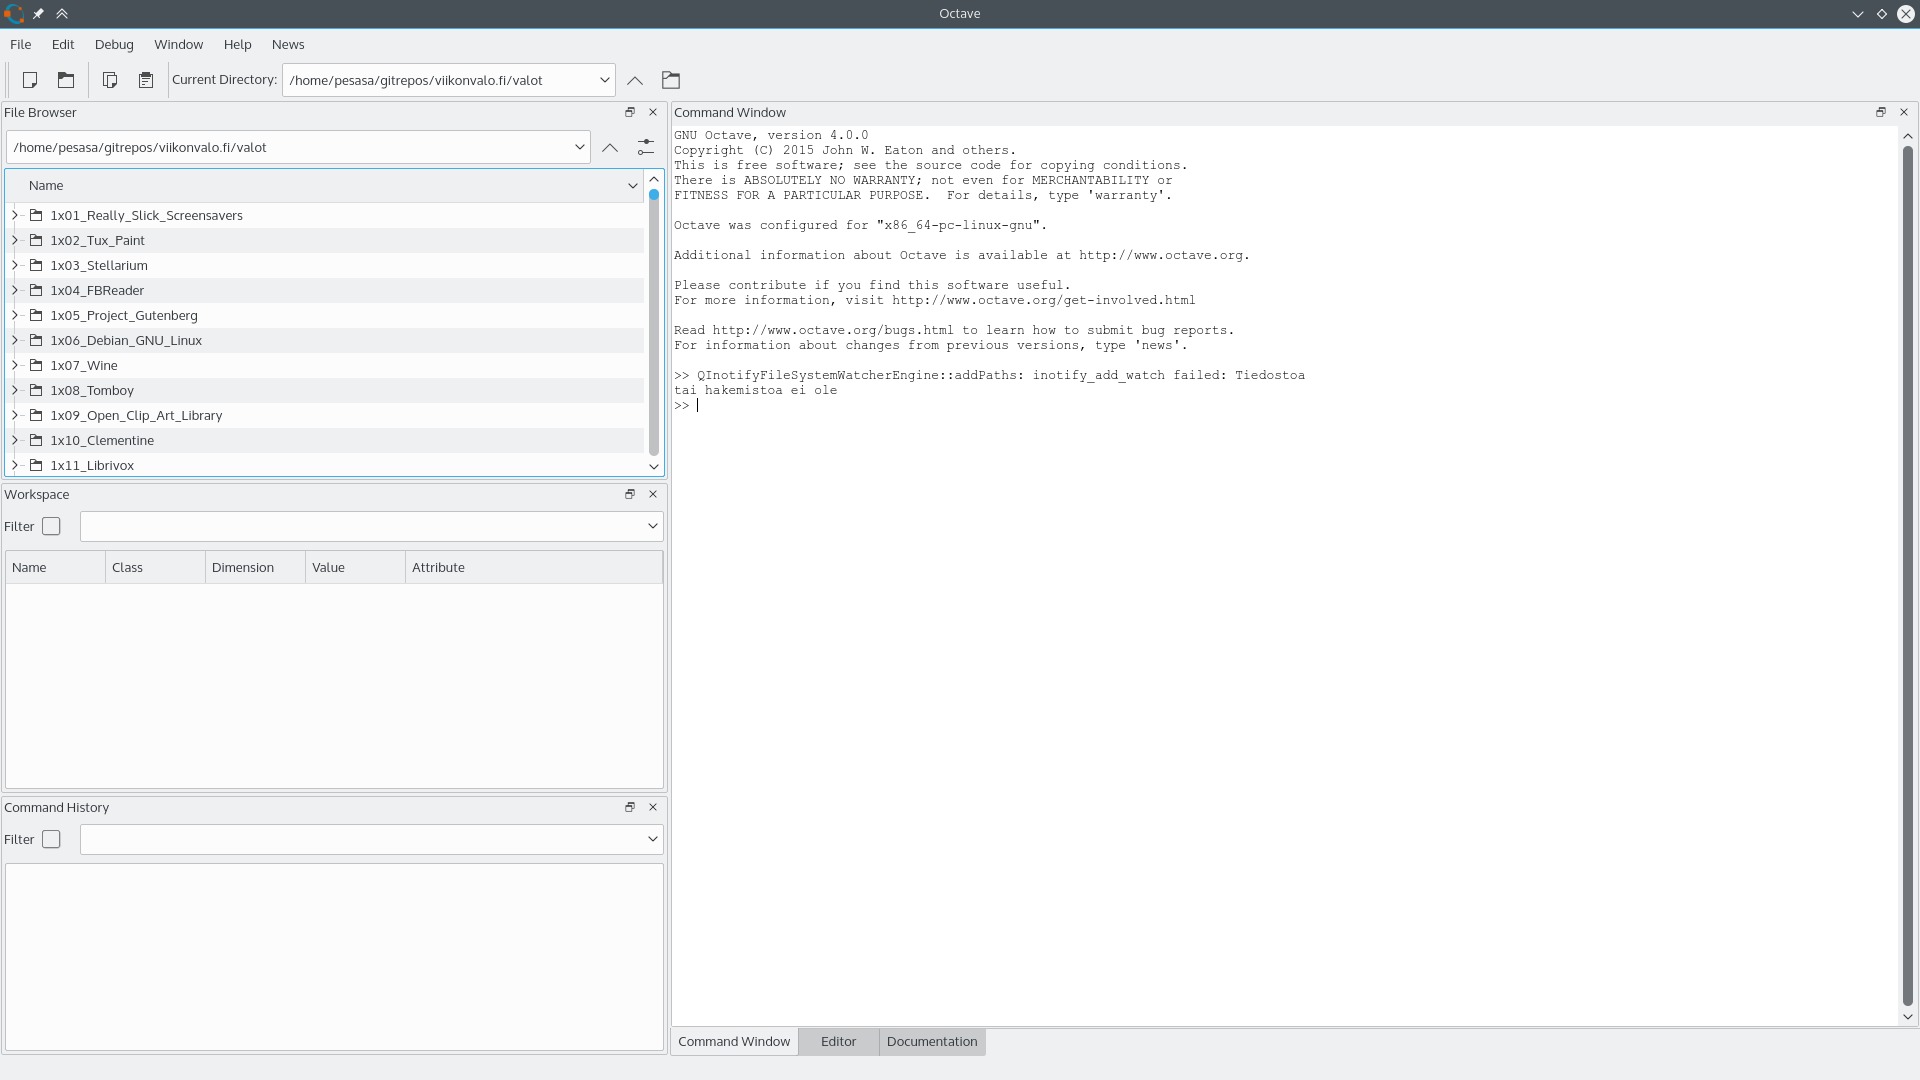 Octave
File Edit Debug Window Help News
Current Directory: /home/pesasa/gitrepos/viikonvalo.fi/valot
File Browser
/home/pesasa/gitrepos/viikonvalo.fi/valot
Name
1x01_Really_Slick_Screensavers
1x02_Tux_Paint
1x03_Stellarium
1x04_FBReader
1x05_Project_Gutenberg
1x06_Debian_GNU_Linux
1x07_Wine
1x08_Tomboy
1x09_Open_Clip_Art_Library
1x10_Clementine
1x11_Librivox
Workspace
Filter
Name Class Dimension Value Attribute
Command History
Filter
Command Window
GNU Octave, version 4.0.0
Copyright (C) 2015 John W. Eaton and others.
This is free software; see the source code for copying conditions.
There is ABSOLUTELY NO WARRANTY; not even for MERCHANTABILITY or
FITNESS FOR A PARTICULAR PURPOSE.  For details, type 'warranty'.
Octave was configured for "x86_64-pc-linux-gnu".
Additional information about Octave is available at http://www.octave.org.
Please contribute if you find this software useful.
For more information, visit http://www.octave.org/get-involved.html
Read http://www.octave.org/bugs.html to learn how to submit bug reports.
For information about changes from previous versions, type 'news'.
>> QInotifyFileSystemWatcherEngine::addPaths: inotify_add_watch failed: Tiedostoa
tai hakemistoa ei ole
>>
Command Window Editor Documentation